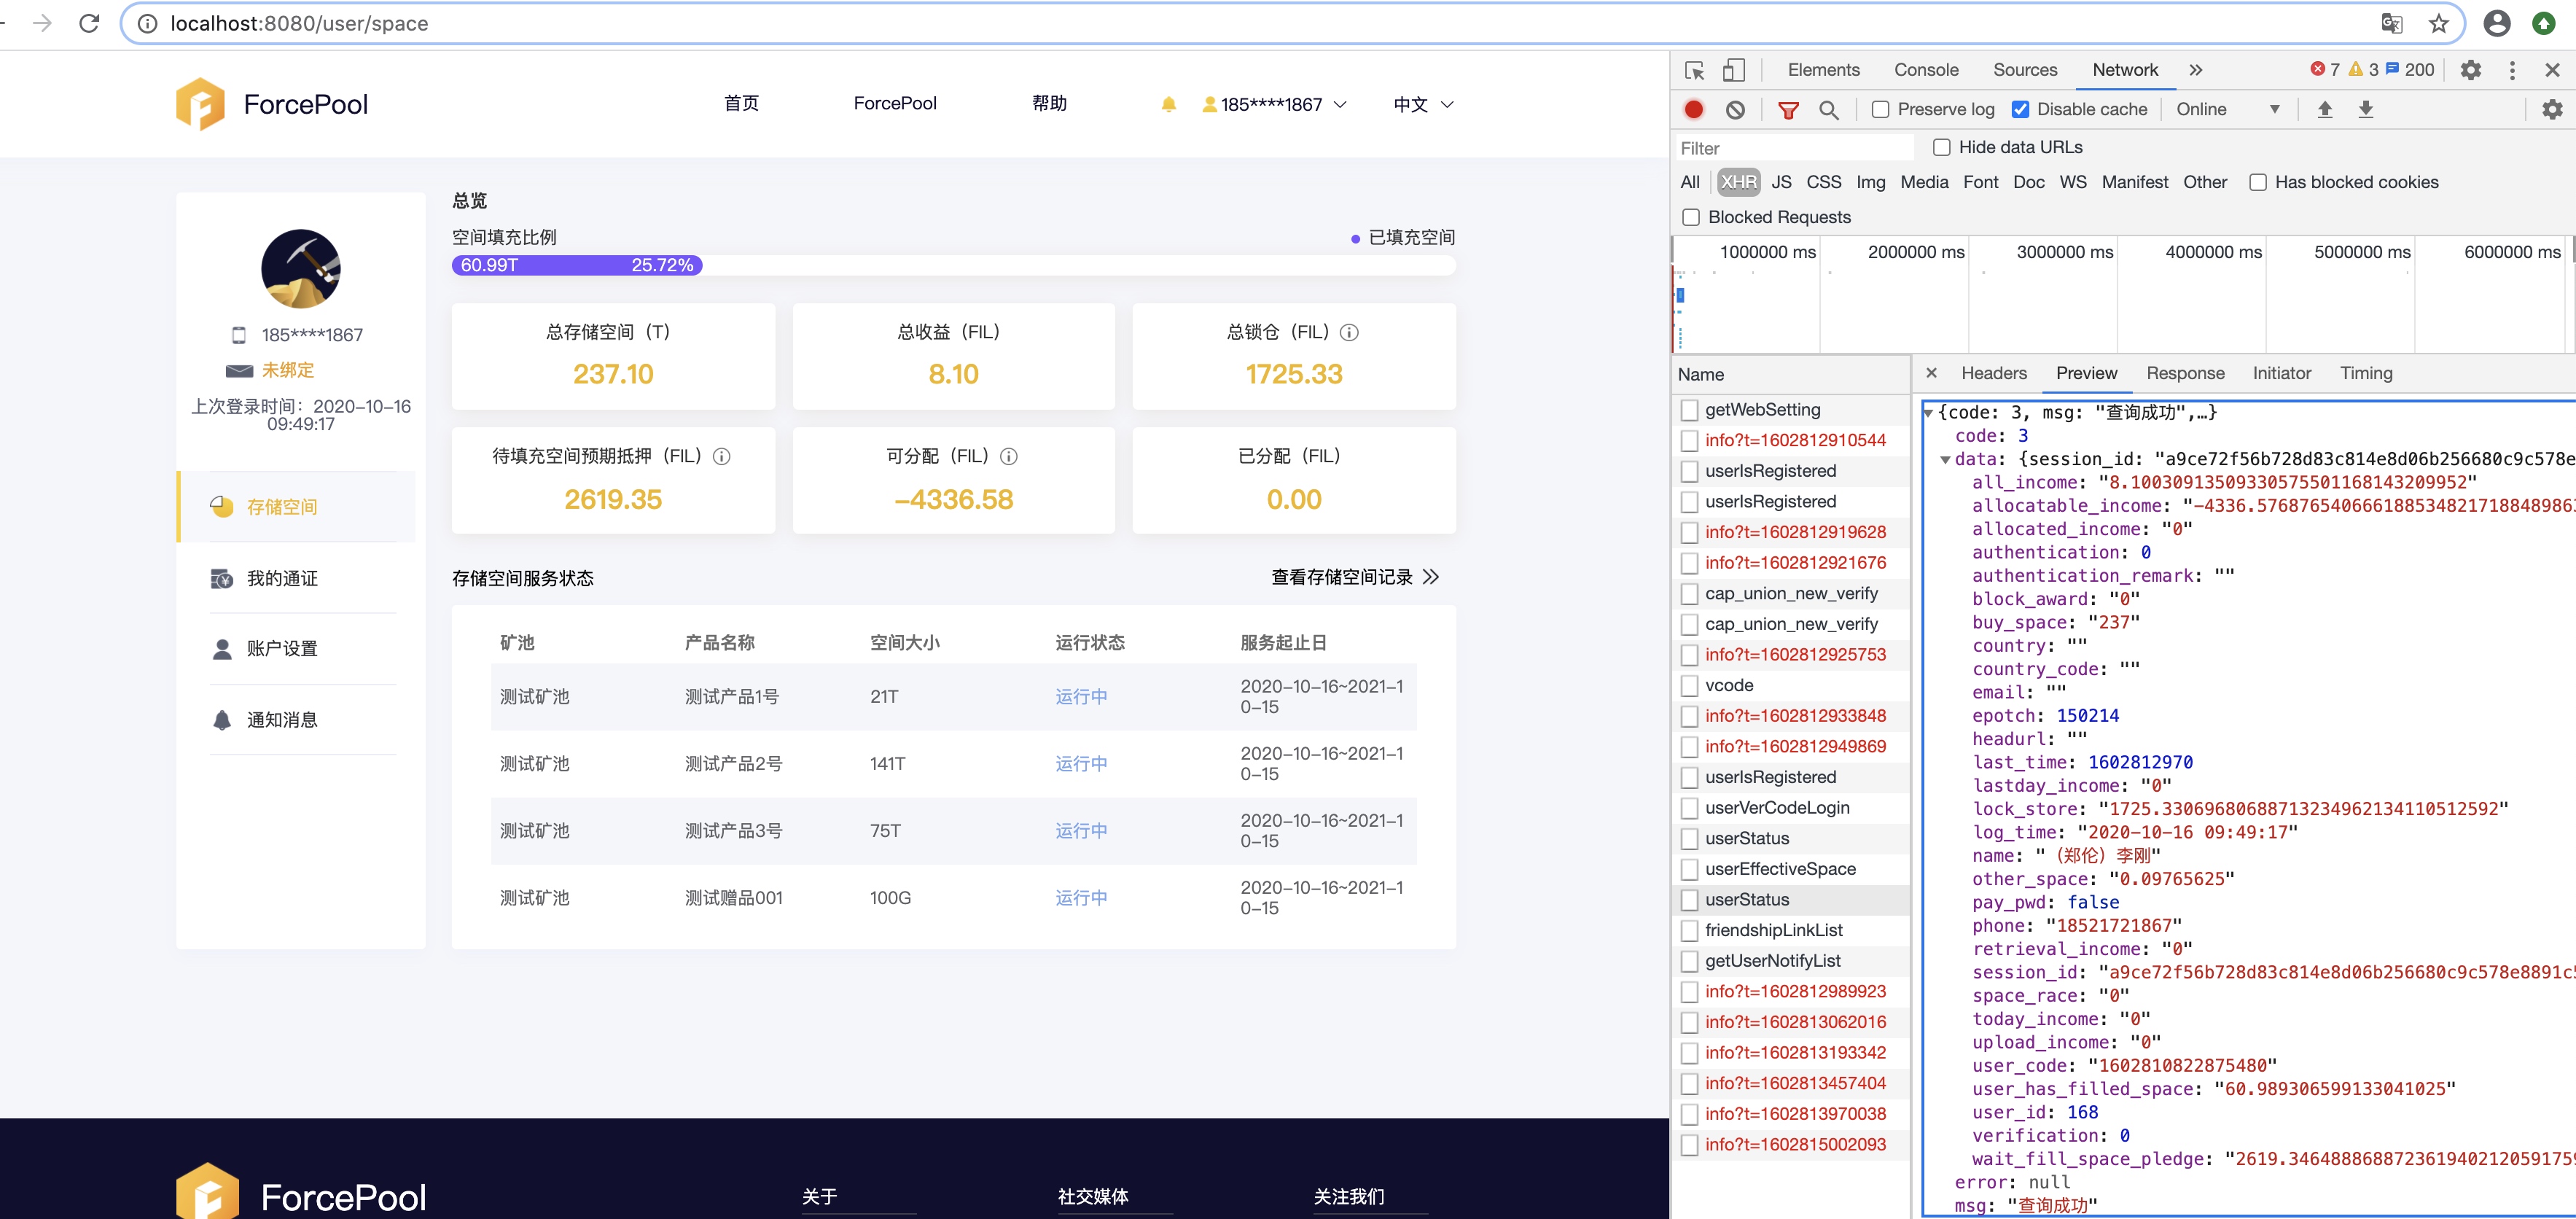 localhost:8080/user/space
ForcePool
首页
ForcePool
帮助
185****1867
中文
185****1867
未绑定
上次登录时间：2020-10-16
09:49:17
存储空间
我的通证
账户设置
通知消息
总览
空间填充比例
已填充空间
60.99T
25.72%
总存储空间（T）
237.10
总收益（FIL）
8.10
总锁仓（FIL）
1725.33
待填充空间预期抵押（FIL）
2619.35
可分配（FIL）
-4336.58
已分配（FIL）
0.00
存储空间服务状态
查看存储空间记录
矿池 产品名称 空间大小 运行状态 服务起止日
测试矿池 测试产品1号 21T 运行中 2020-10-16~2021-1
0-15
测试矿池 测试产品2号 141T 运行中 2020-10-16~2021-1
0-15
测试矿池 测试产品3号 75T 运行中 2020-10-16~2021-1
0-15
测试矿池 测试赠品001 100G 运行中 2020-10-16~2021-1
0-15
ForcePool
关于
社交媒体
关注我们
Elements Console Sources Network 7 3 200
Preserve log Disable cache Online
Filter Hide data URLs
All XHR JS CSS Img Media Font Doc WS Manifest Other Has blocked cookies
Blocked Requests
1000000 ms 2000000 ms 3000000 ms 4000000 ms 5000000 ms 6000000 ms
Name
getWebSetting
info?t=1602812910544
userIsRegistered
userIsRegistered
info?t=1602812919628
info?t=1602812921676
cap_union_new_verify
cap_union_new_verify
info?t=1602812925753
vcode
info?t=1602812933848
info?t=1602812949869
userIsRegistered
userVerCodeLogin
userStatus
userEffectiveSpace
userStatus
friendshipLinkList
getUserNotifyList
info?t=1602812989923
info?t=1602813062016
info?t=1602813193342
info?t=1602813457404
info?t=1602813970038
info?t=1602815002093
Headers Preview Response Initiator Timing
{code: 3, msg: "查询成功",…}
code: 3
data: {session_id: "a9ce72f56b728d83c814e8d06b256680c9c578e
all_income: "8.1003091350933057550116814320​9952"
allocatable_income: "-4336.57687654066618853482171884898​6
allocated_income: "0"
authentication: 0
authentication_remark: ""
block_award: "0"
buy_space: "237"
country: ""
country_code: ""
email: ""
epotch: 150214
headurl: ""
last_time: 1602812970
lastday_income: "0"
lock_store: "1725.330696806887132349621341105​12592"
log_time: "2020-10-16 09:49:17"
name: "（郑伦）李刚"
other_space: "0.09765625"
pay_pwd: false
phone: "18521721867"
retrieval_income: "0"
session_id: "a9ce72f56b728d83c814e8d06b256680c9c578e8891c
space_race: "0"
today_income: "0"
upload_income: "0"
user_code: "1602810822875480"
user_has_filled_space: "60.989306599133041025"
user_id: 168
verification: 0
wait_fill_space_pledge: "2619.346488868872361940212059175
error: null
msg: "查询成功"